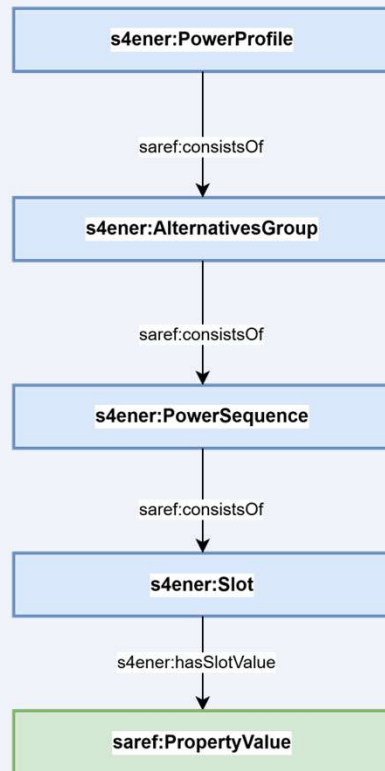 s4ener:PowerProfile
saref:consistsOf
s4ener:AlternativesGroup
saref:consistsOf
s4ener:PowerSequence
saref:consistsOf
s4ener:Slot
s4ener:hasSlotValue
saref:PropertyValue